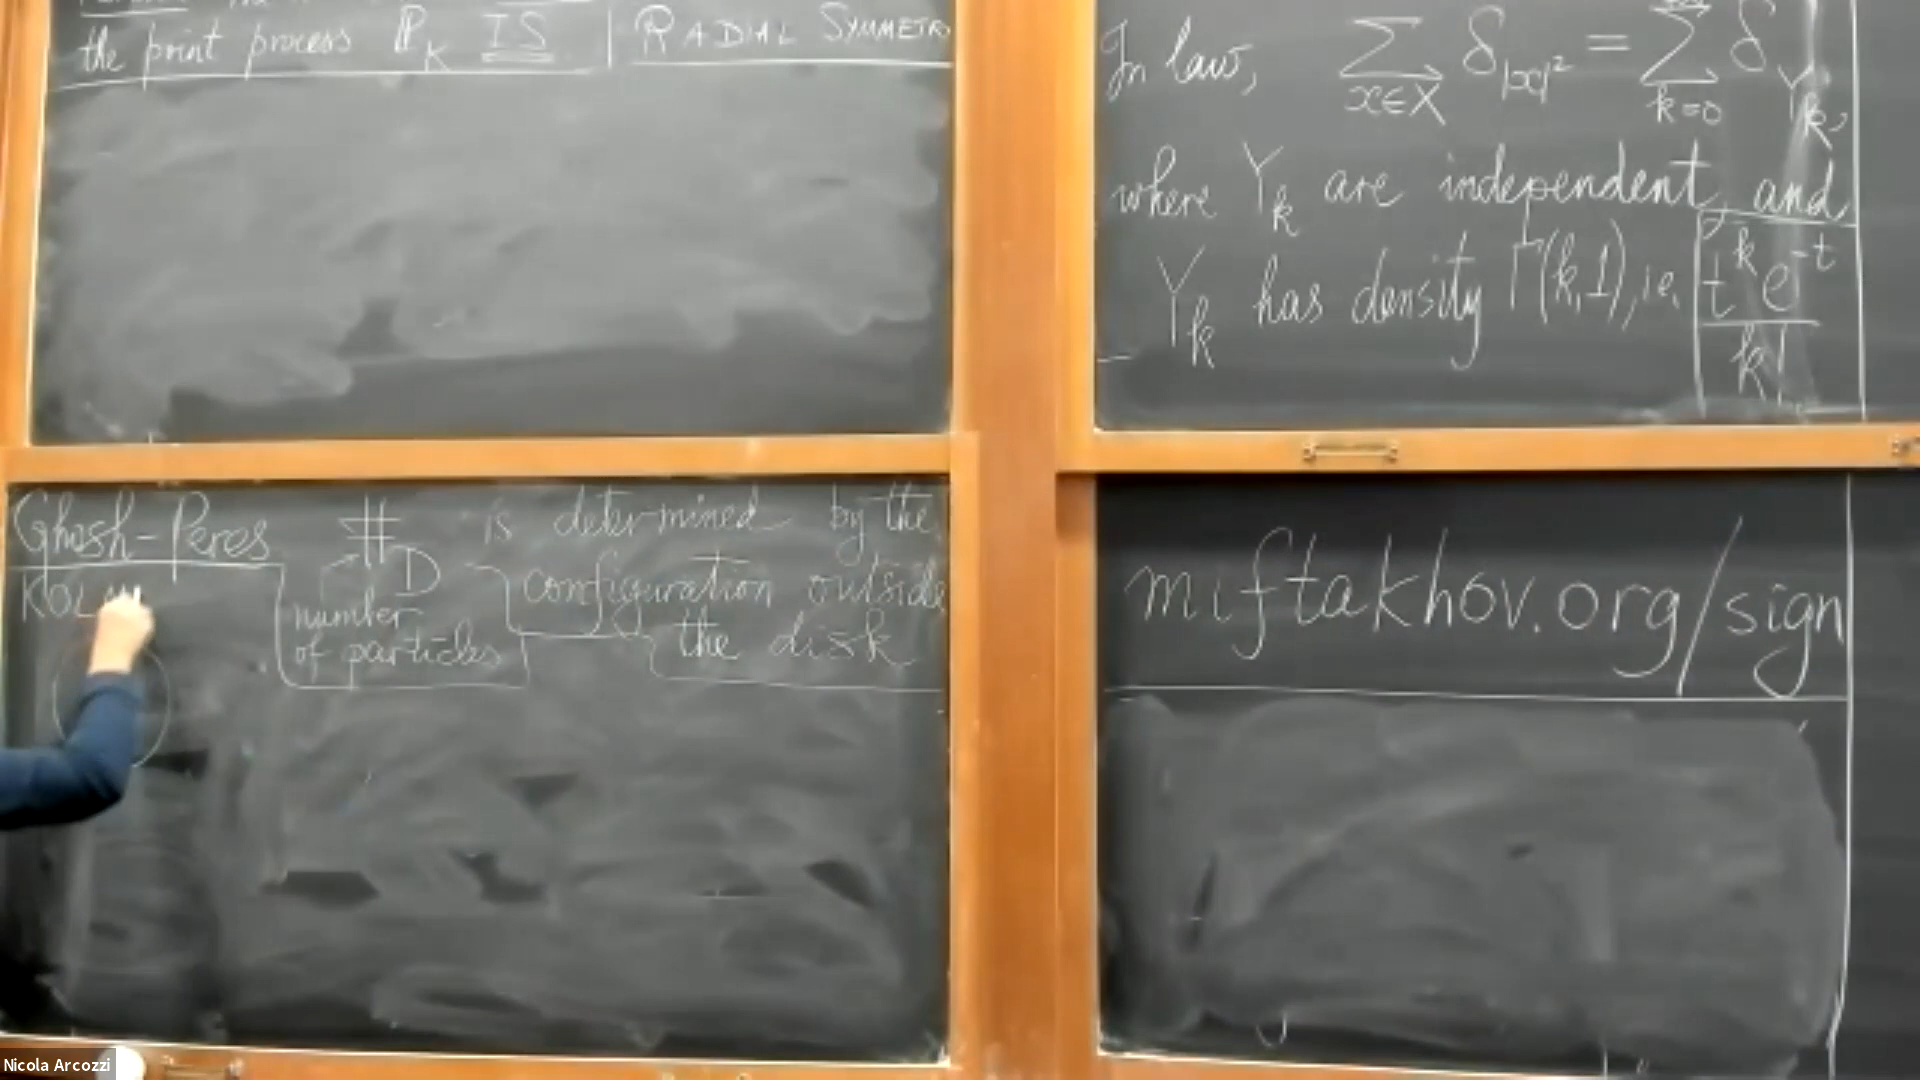 the point process ℙ_K IS | RADIAL SYMMETR
In law, ∑_{x∈X} δ_{|x|²} = ∑_{k=0} δ_{Y_k},
where Y_k are independent, and
Y_k has density Γ(k,1), i.e. t^k e^{-t} / k!
Ghosh-Peres
#_D is determined by the
configuration outside
the disk
number
of particles
KOL
miftakhov.org/sign
Nicola Arcozzi